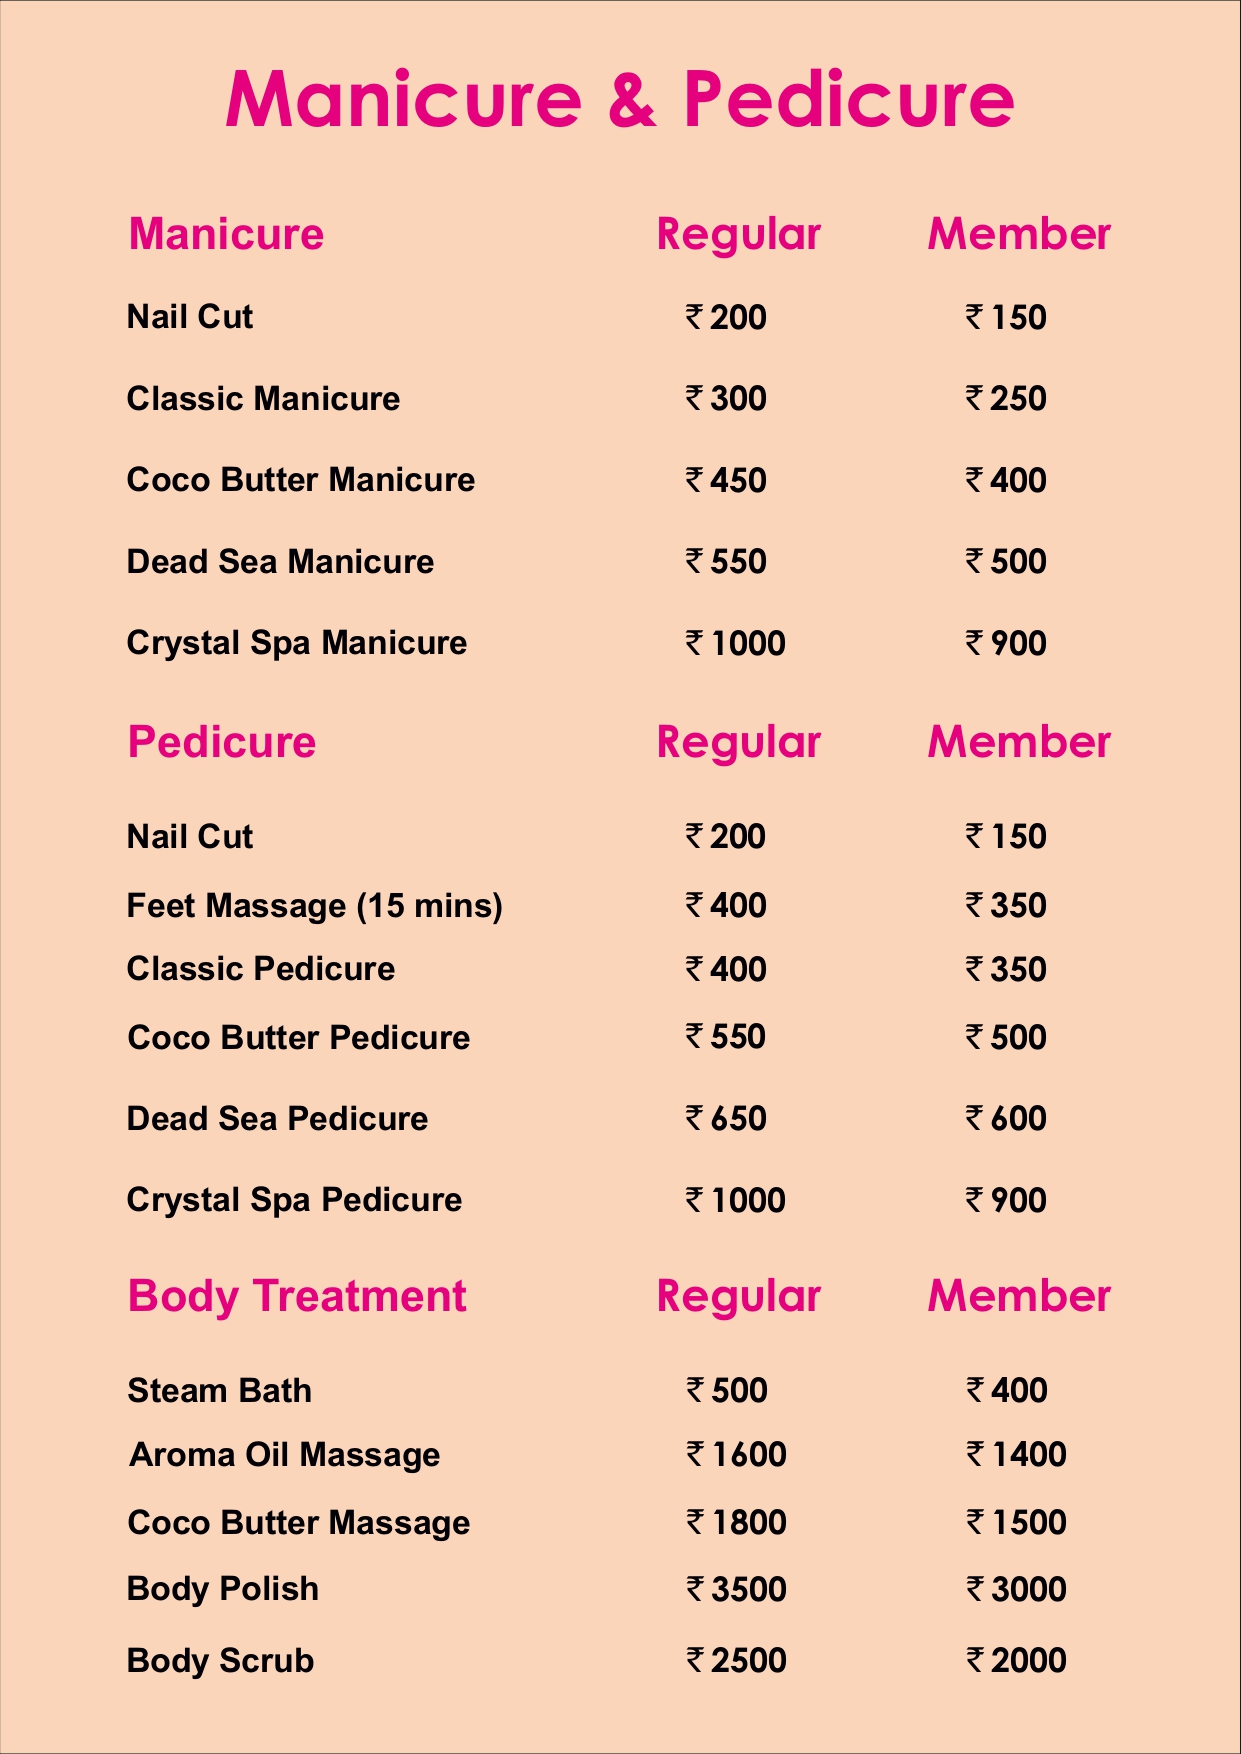 Manicure & Pedicure
Manicure Regular Member
Nail Cut ₹ 200 ₹ 150
Classic Manicure ₹ 300 ₹ 250
Coco Butter Manicure ₹ 450 ₹ 400
Dead Sea Manicure ₹ 550 ₹ 500
Crystal Spa Manicure ₹ 1000 ₹ 900
Pedicure Regular Member
Nail Cut ₹ 200 ₹ 150
Feet Massage (15 mins) ₹ 400 ₹ 350
Classic Pedicure ₹ 400 ₹ 350
Coco Butter Pedicure ₹ 550 ₹ 500
Dead Sea Pedicure ₹ 650 ₹ 600
Crystal Spa Pedicure ₹ 1000 ₹ 900
Body Treatment Regular Member
Steam Bath ₹ 500 ₹ 400
Aroma Oil Massage ₹ 1600 ₹ 1400
Coco Butter Massage ₹ 1800 ₹ 1500
Body Polish ₹ 3500 ₹ 3000
Body Scrub ₹ 2500 ₹ 2000